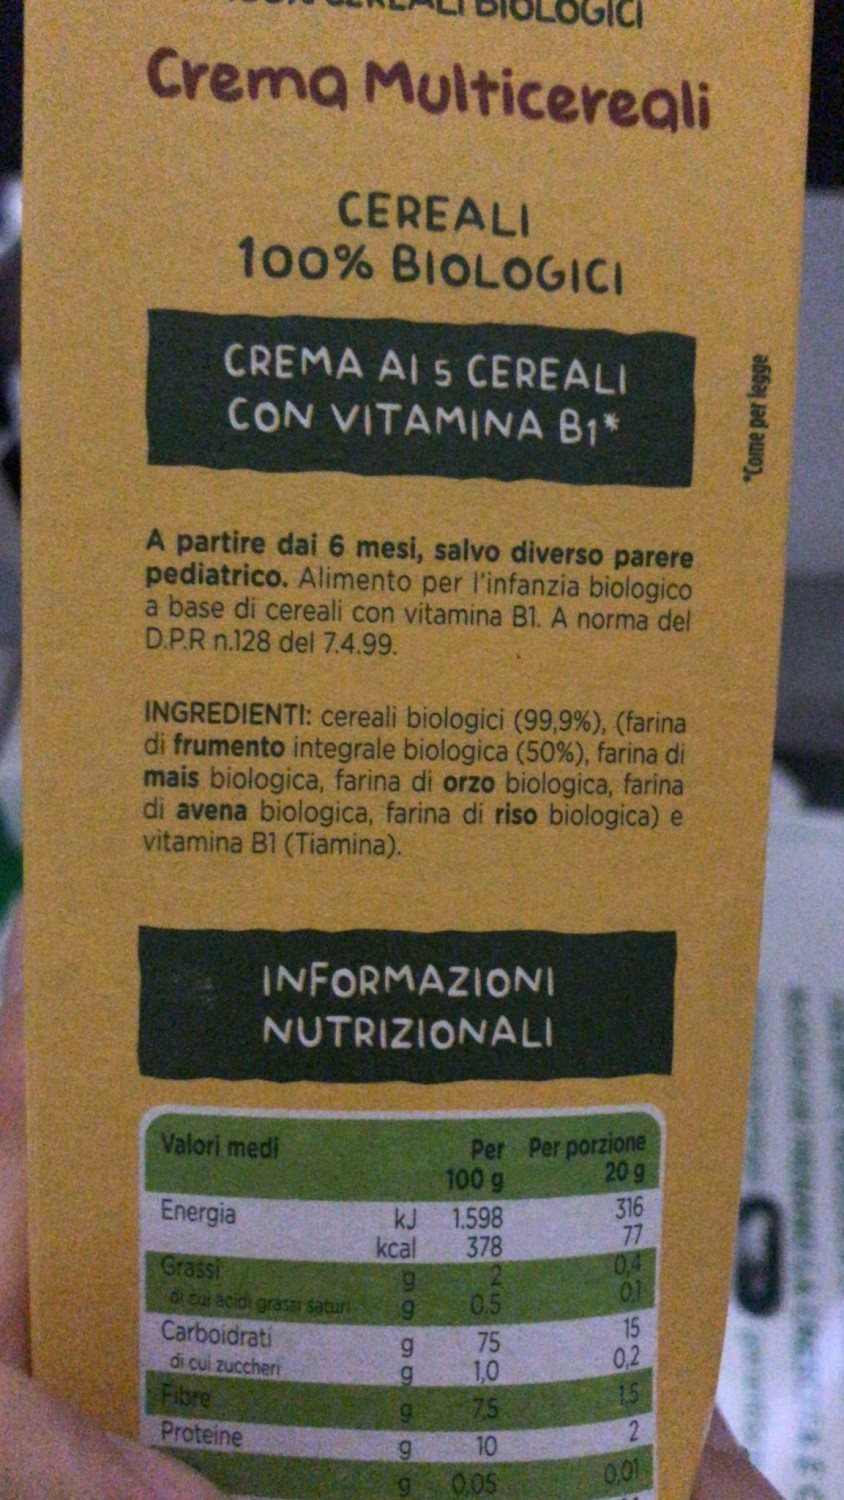 CEREALI BIOLOGICI
Crema Multicereali
CEREALI
100% BIOLOGICI
CREMA AI 5 CEREALI
CON VITAMINA B1*
*Come per legge
A partire dai 6 mesi, salvo diverso parere
pediatrico. Alimento per l'infanzia biologico
a base di cereali con vitamina B1. A norma del
D.P.R n.128 del 7.4.99.
INGREDIENTI: cereali biologici (99,9%), (farina
di frumento integrale biologica (50%), farina di
mais biologica, farina di orzo biologica, farina
di avena biologica, farina di riso biologica) e
vitamina B1 (Tiamina).
INFORMAZIONI
NUTRIZIONALI
Valori medi Per Per porzione
100 g 20 g
Energia kJ 1.598 316
kcal 378 77
Grassi g 2 0,4
di cui acidi grassi saturi g 0,5 0,1
Carboidrati g 75 15
di cui zuccheri g 1,0 0,2
Fibre g 7,5 1,5
Proteine g 10 2
g 0,05 0,01